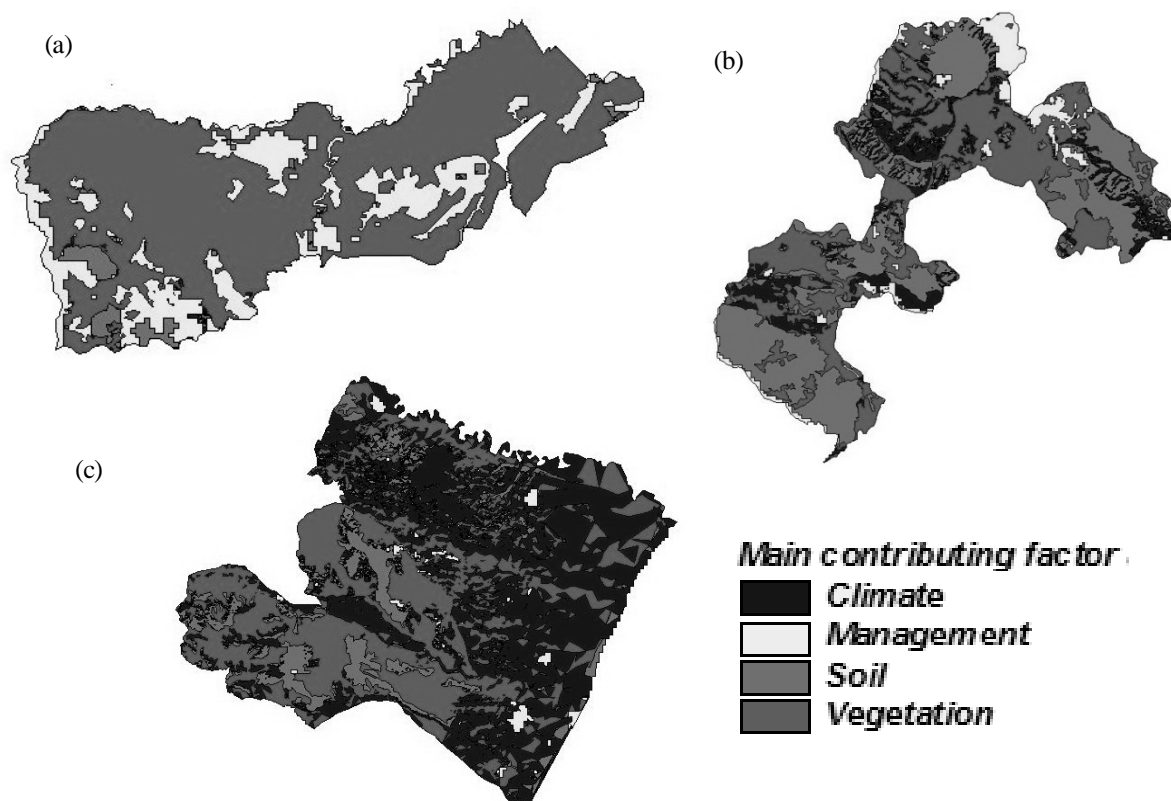 (a)
(b)
(c)
Main contributing factor
Climate
Management
Soil
Vegetation